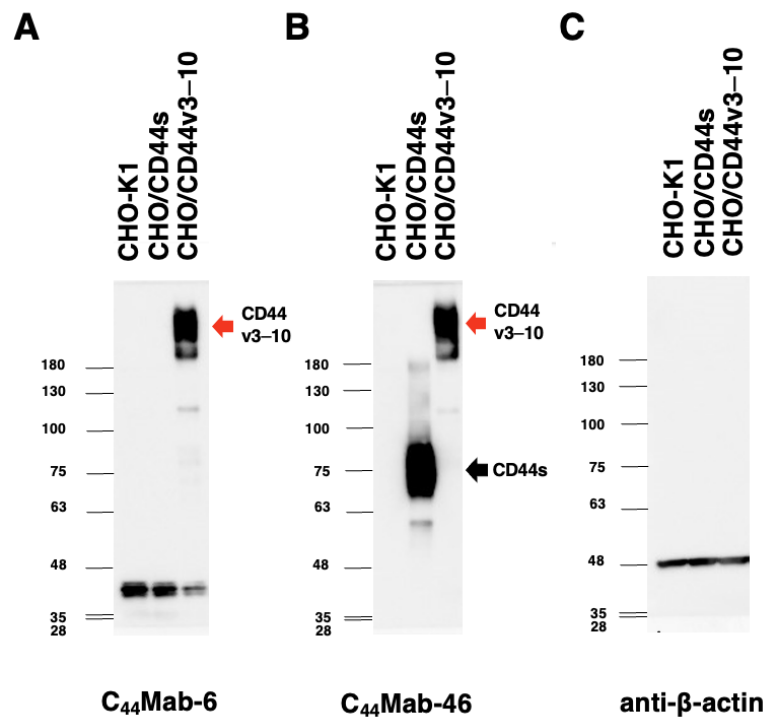 A
B
C
CHO-K1
CHO/CD44s
CHO/CD44v3–10
CHO-K1
CHO/CD44s
CHO/CD44v3–10
CHO-K1
CHO/CD44s
CHO/CD44v3–10
CD44
v3–10
180
130
100
75
63
48
35
28
CD44
v3–10
CD44s
180
130
100
75
63
48
35
28
180
130
100
75
63
48
35
28
C₄₄Mab-6
C₄₄Mab-46
anti-β-actin